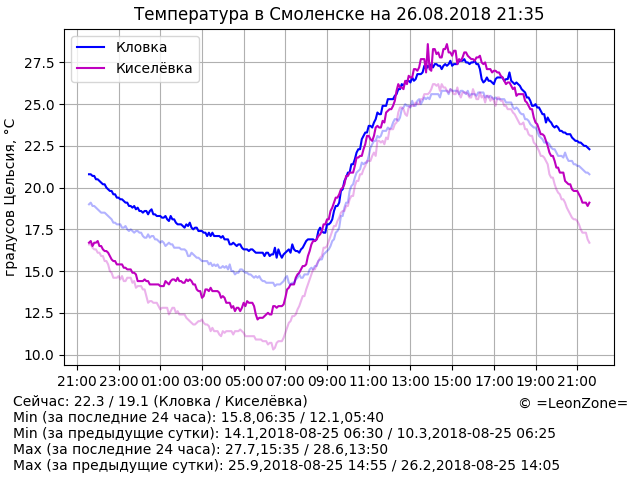 Температура в Смоленске на 26.08.2018 21:35
Кловка
Киселёвка
градусов Цельсия, °C
27.5
25.0
22.5
20.0
17.5
15.0
12.5
10.0
21:00 23:00 01:00 03:00 05:00 07:00 09:00 11:00 13:00 15:00 17:00 19:00 21:00
Сейчас: 22.3 / 19.1 (Кловка / Киселёвка)
© =LeonZone=
Min (за последние 24 часа): 15.8,06:35 / 12.1,05:40
Min (за предыдущие сутки): 14.1,2018-08-25 06:30 / 10.3,2018-08-25 06:25
Max (за последние 24 часа): 27.7,15:35 / 28.6,13:50
Max (за предыдущие сутки): 25.9,2018-08-25 14:55 / 26.2,2018-08-25 14:05